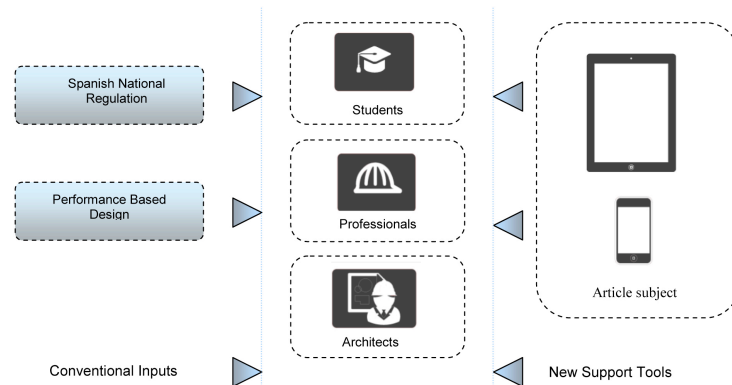 Spanish National
Regulation
Performance Based
Design
Conventional Inputs
Students
Professionals
Architects
Article subject
New Support Tools